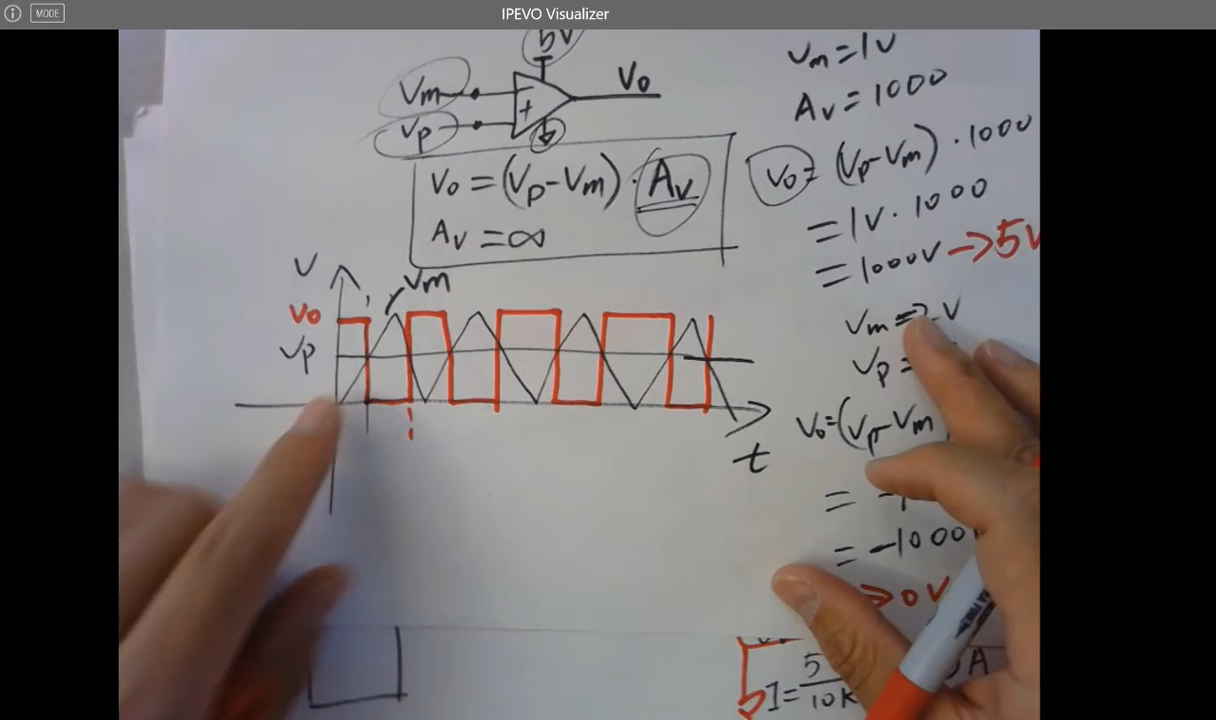 MODE
IPEVO Visualizer
5V
Vm
Vp
Vo
Vo = (Vp-Vm) · Av
Av = ∞
Vm = 1V
Av = 1000
Vo = (Vp-Vm) · 1000
= 1V · 1000
= 1000V → 5V
Vm =
V
Vp =
Vo = (Vp-Vm
= -1
= -1000
→ 0V
V
Vo
Vp
Vm
t
I = 5
10K
A